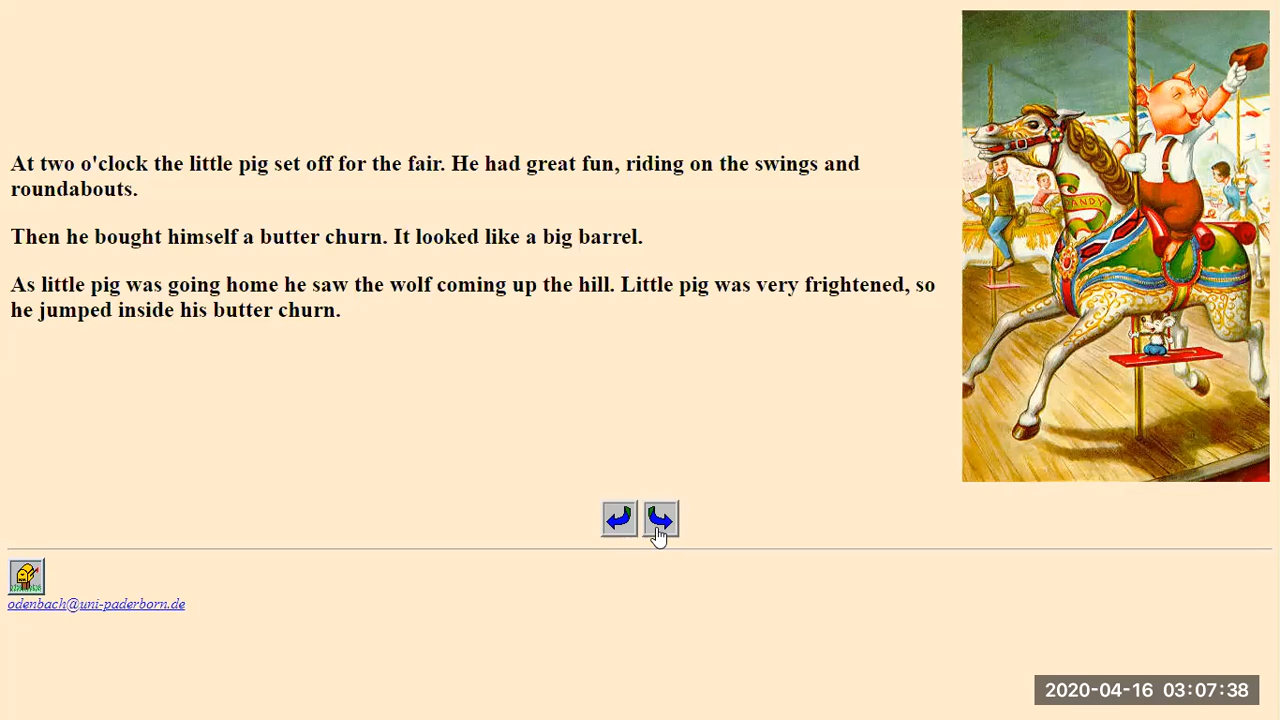 At two o'clock the little pig set off for the fair. He had great fun, riding on the swings and
roundabouts.
Then he bought himself a butter churn. It looked like a big barrel.
As little pig was going home he saw the wolf coming up the hill. Little pig was very frightened, so
he jumped inside his butter churn.
DANDY
odenbach@uni-paderborn.de
2020-04-16 03:07:38